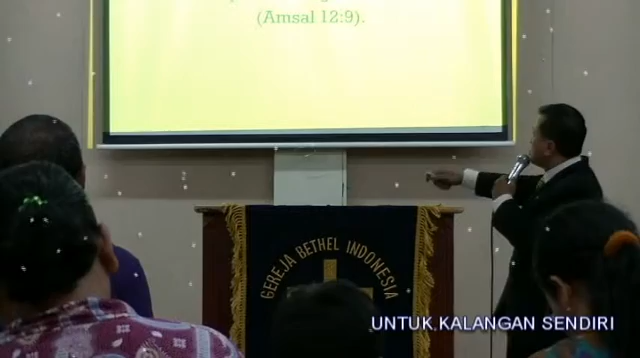 (Amsal 12:9).
GEREJA BETHEL INDONESIA
UNTUK KALANGAN SENDIRI